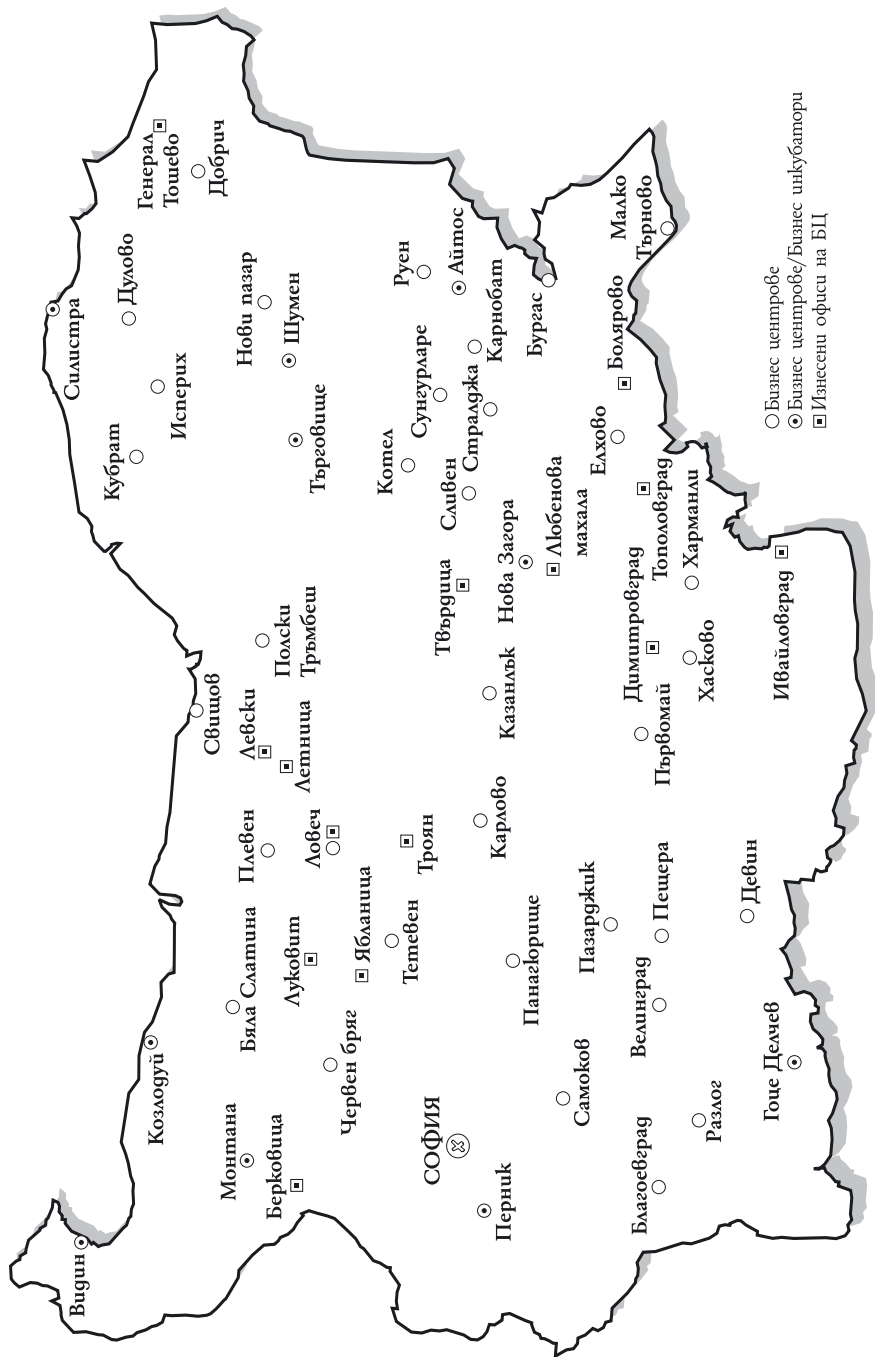 Видин
Козлодуй
Монтана
Берковица
Бяла Слатина
Луковит
Червен бряг
Ябланица
Тетевен
Плевен
Ловеч
Троян
Свищов
Левски
Летница
Полски
Тръмбеш
Силистра
Дулово
Кубрат
Исперих
Генерал
Тошево
Добрич
Нови пазар
Шумен
Търговище
СОФИЯ
Перник
Самоков
Панагюрище
Карлово
Казанлък
Твърдица
Нова Загора
Любенова
махала
Котел
Сливен
Стралджа
Сунгурларе
Карнобат
Руен
Айтос
Бургас
Благоевград
Разлог
Гоце Делчев
Велинград
Пазарджик
Пещера
Девин
Първомай
Димитровград
Хасково
Харманли
Тополовград
Ивайловград
Елхово
Болярово
Малко
Търново
Бизнес центрове
Бизнес центрове/Бизнес инкубатори
Изнесени офиси на БЦ